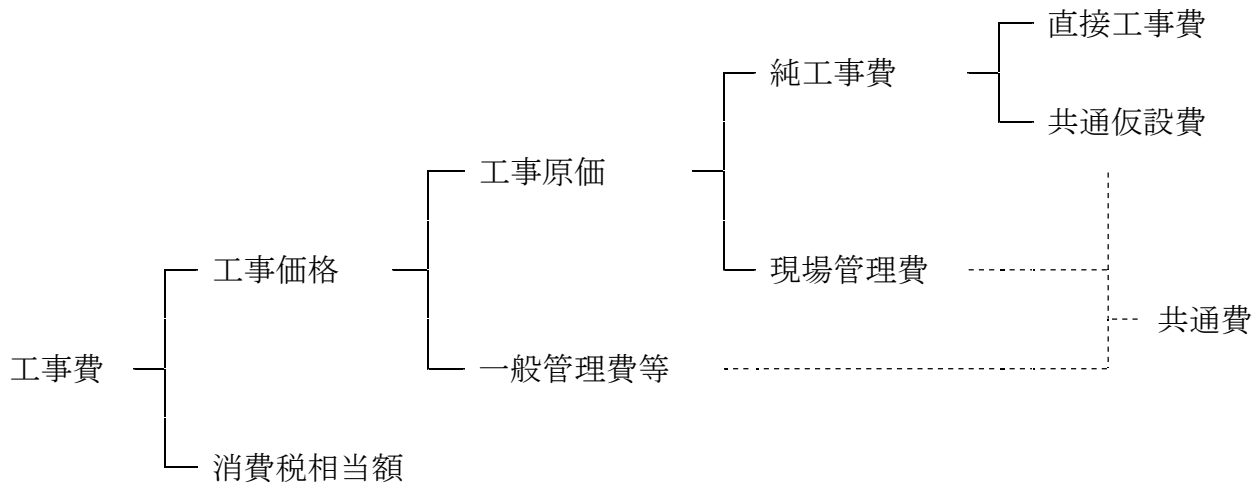 直接工事費
純工事費
共通仮設費
工事原価
工事価格
現場管理費
共通費
工事費
一般管理費等
消費税相当額